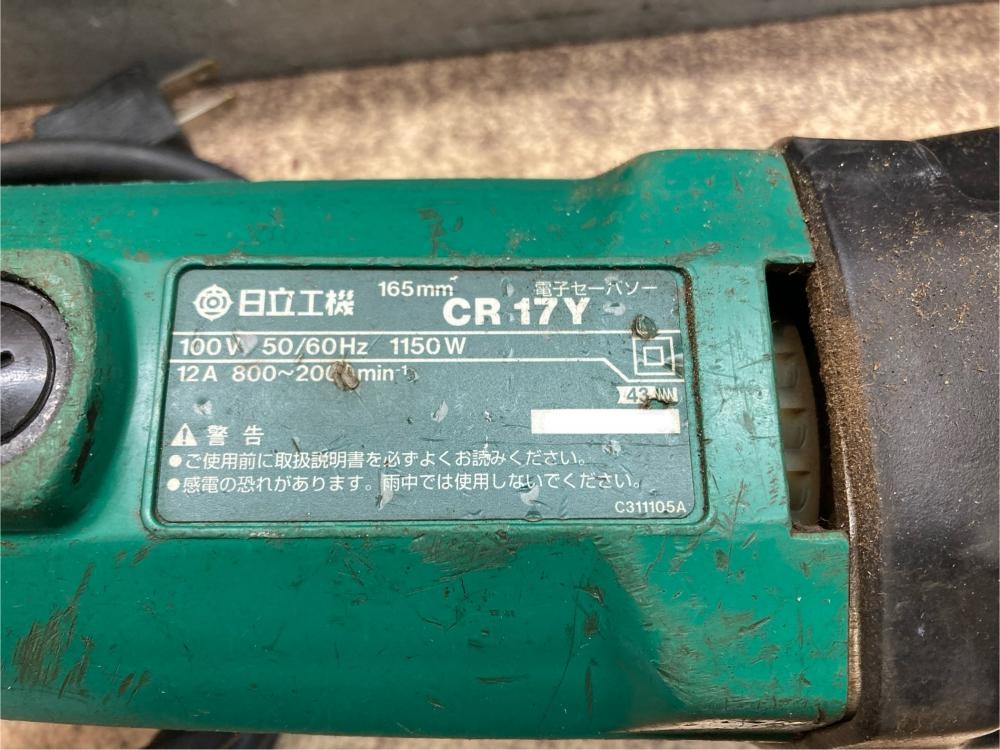 日立工機 165mm 電子セーバソー
CR 17Y
100V 50/60Hz 1150W
12A min⁻¹
43
警告
●ご使用前に取扱説明書を必ずよくお読みください。
●感電の恐れがあります。雨中では使用しないでください。
C311105A